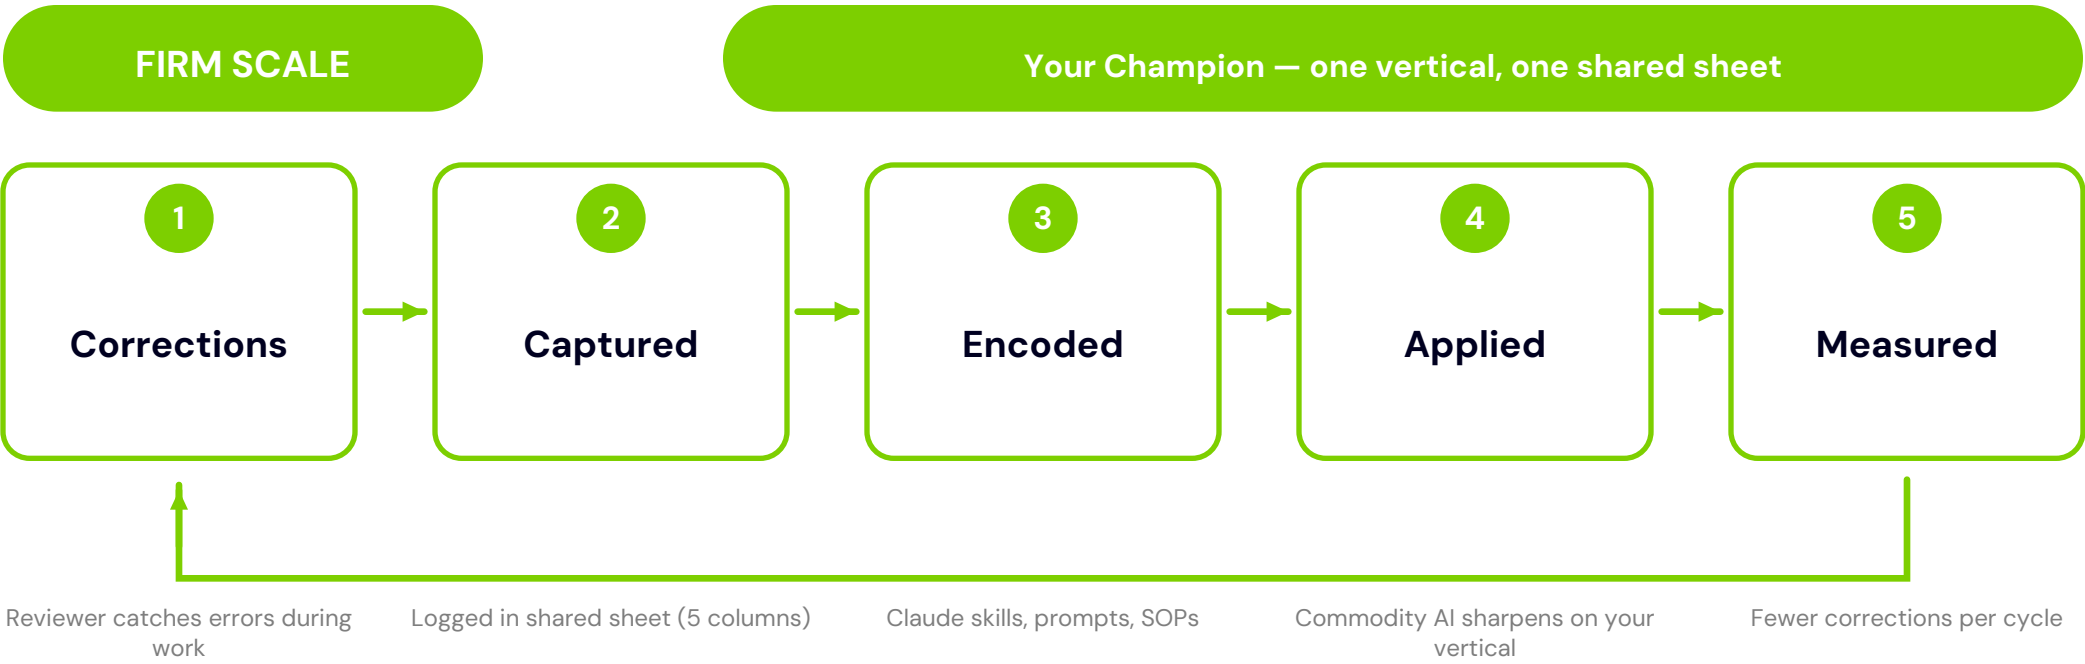 FIRM SCALE
Your Champion — one vertical, one shared sheet
1
2
3
4
5
Corrections
Captured
Encoded
Applied
Measured
Reviewer catches errors during
work
Logged in shared sheet (5 columns)
Claude skills, prompts, SOPs
Commodity AI sharpens on your
vertical
Fewer corrections per cycle